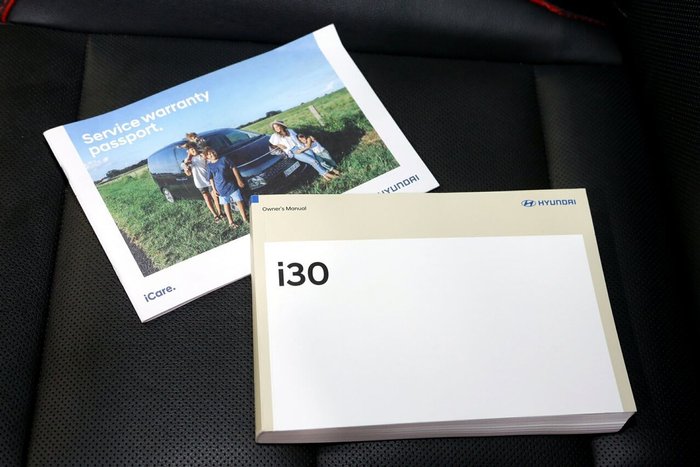 Service warranty
passport.
HYUNDAI
iCare.
Owner's Manual
HYUNDAI
i30